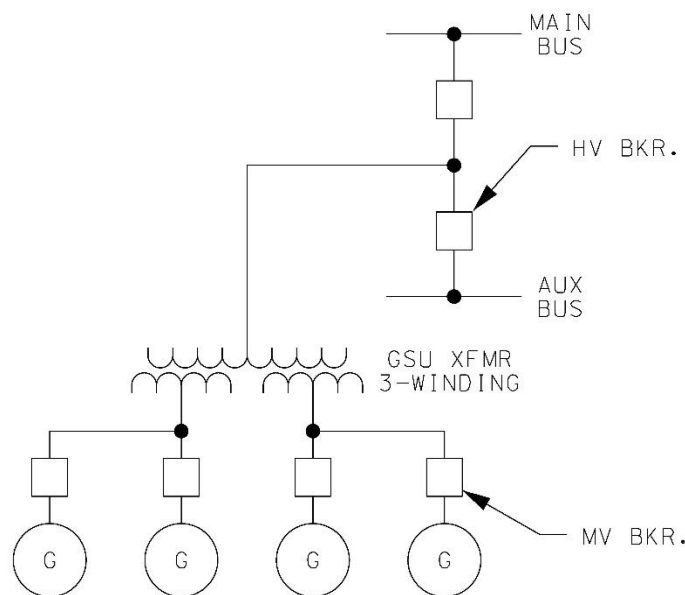 MAIN
BUS
HV BKR.
AUX
BUS
GSU XFMR
3-WINDING
G
G
G
G
MV BKR.